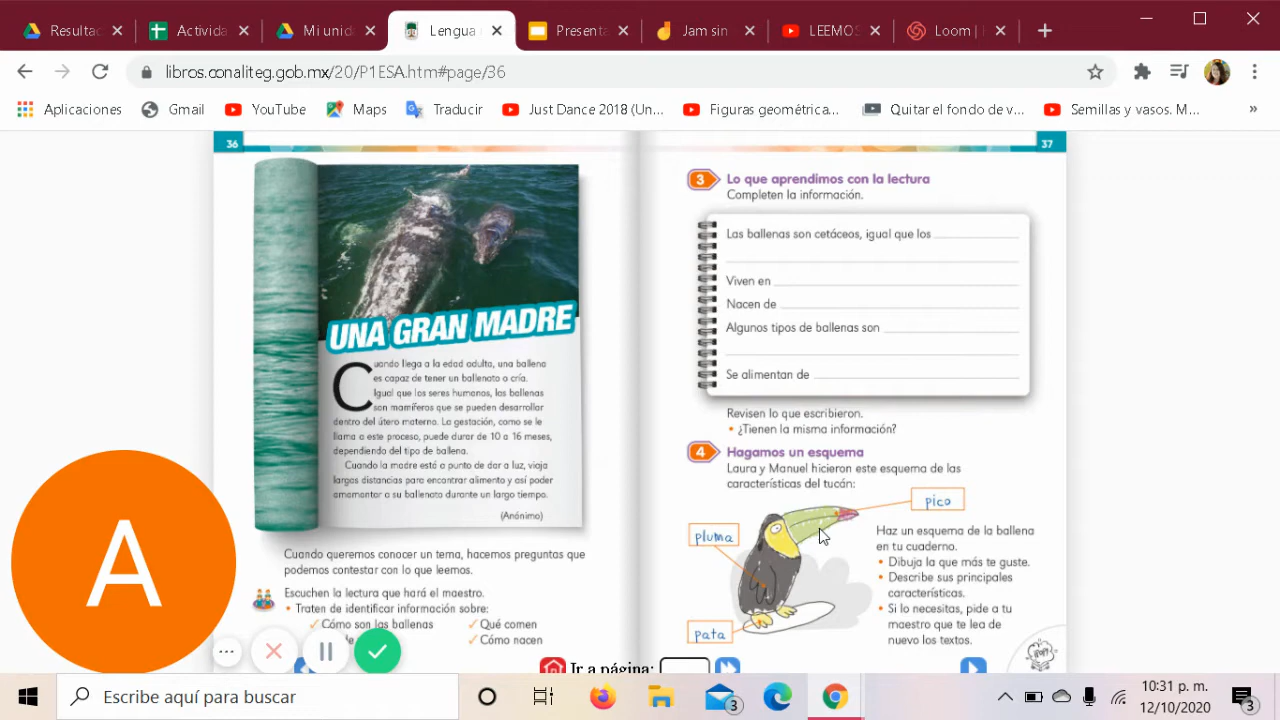 Resultac
Activida
Mi unid
Lengua
Presenta
Jam sin
LEEMOS
Loom |
libros.conaliteg.gob.mx/20/P1ESA.htm#page/36
Aplicaciones
Gmail
YouTube
Maps
Traducir
Just Dance 2018 (Un...
Figuras geométrica...
Quitar el fondo de v...
Semillas y vasos. M...
»
36
UNA GRAN MADRE
Cuando llega a la edad adulta, una ballena
es capaz de tener un ballenato o cría.
Igual que los seres humanos, las ballenas
son mamíferos que se pueden desarrollar
dentro del útero materno. La gestación, como se le
llama a este proceso, puede durar de 10 a 16 meses,
dependiendo del tipo de ballena.
Cuando la madre está a punto de dar a luz, viaja
largas distancias para encontrar alimento y así poder
amamantar a su ballenato durante un largo tiempo.
(Anónimo)
Cuando queremos conocer un tema, hacemos preguntas que
podemos contestar con lo que leemos.
Escuchen la lectura que hará el maestro.
• Traten de identificar información sobre:
✓ Cómo son las ballenas
✓ Qué comen
✓ Cómo nacen
37
3 Lo que aprendimos con la lectura
Completen la información.
Las ballenas son cetáceos, igual que los
Viven en
Nacen de
Algunos tipos de ballenas son
Se alimentan de
Revisen lo que escribieron.
• ¿Tienen la misma información?
4 Hagamos un esquema
Laura y Manuel hicieron este esquema de las
características del tucán:
pico
pluma
pata
Haz un esquema de la ballena
en tu cuaderno.
• Dibuja la que más te guste.
• Describe sus principales
características.
• Si lo necesitas, pide a tu
maestro que te lea de
nuevo los textos.
A
Ir a página:
Escribe aquí para buscar
3
10:31 p. m.
12/10/2020
3